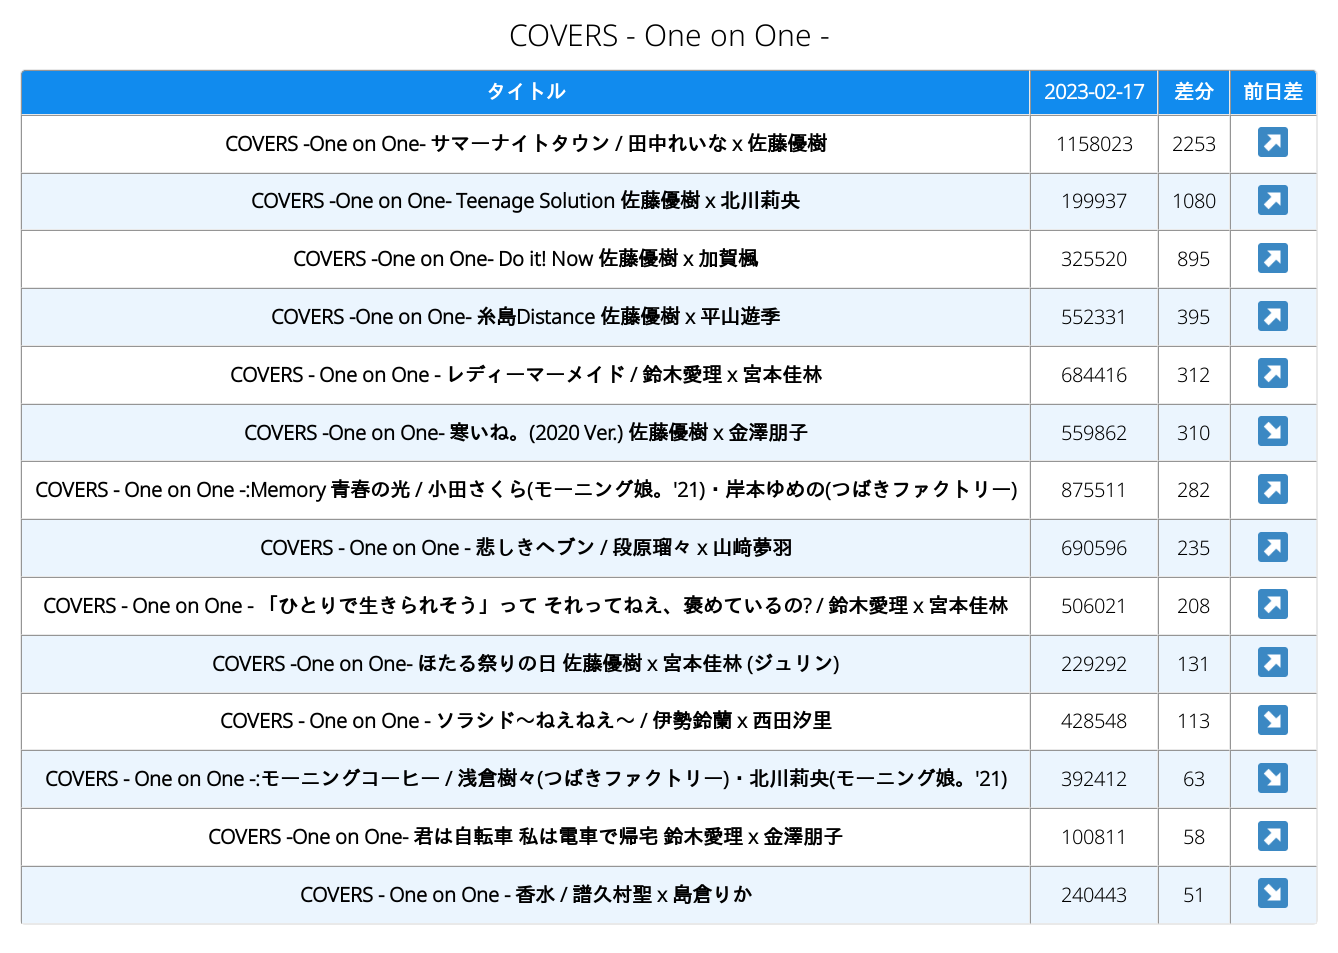 COVERS - One on One -
タイトル 2023-02-17 差分 前日差
COVERS -One on One- サマーナイトタウン / 田中れいな x 佐藤優樹 1158023 2253 ↗
COVERS -One on One- Teenage Solution 佐藤優樹 x 北川莉央 199937 1080 ↗
COVERS -One on One- Do it! Now 佐藤優樹 x 加賀楓 325520 895 ↗
COVERS -One on One- 糸島Distance 佐藤優樹 x 平山遊季 552331 395 ↗
COVERS - One on One - レディーマーメイド / 鈴木愛理 x 宮本佳林 684416 312 ↗
COVERS -One on One- 寒いね。(2020 Ver.) 佐藤優樹 x 金澤朋子 559862 310 ↘
COVERS - One on One -:Memory 青春の光 / 小田さくら(モーニング娘。'21)・岸本ゆめの(つばきファクトリー) 875511 282 ↗
COVERS - One on One - 悲しきヘブン / 段原瑠々 x 山﨑夢羽 690596 235 ↗
COVERS - One on One - 「ひとりで生きられそう」って それってねえ、褒めているの? / 鈴木愛理 x 宮本佳林 506021 208 ↗
COVERS -One on One- ほたる祭りの日 佐藤優樹 x 宮本佳林 (ジュリン) 229292 131 ↗
COVERS - One on One - ソラシド～ねえねえ～ / 伊勢鈴蘭 x 西田汐里 428548 113 ↘
COVERS - One on One -:モーニングコーヒー / 浅倉樹々(つばきファクトリー)・北川莉央(モーニング娘。'21) 392412 63 ↘
COVERS -One on One- 君は自転車 私は電車で帰宅 鈴木愛理 x 金澤朋子 100811 58 ↗
COVERS - One on One - 香水 / 譜久村聖 x 島倉りか 240443 51 ↘